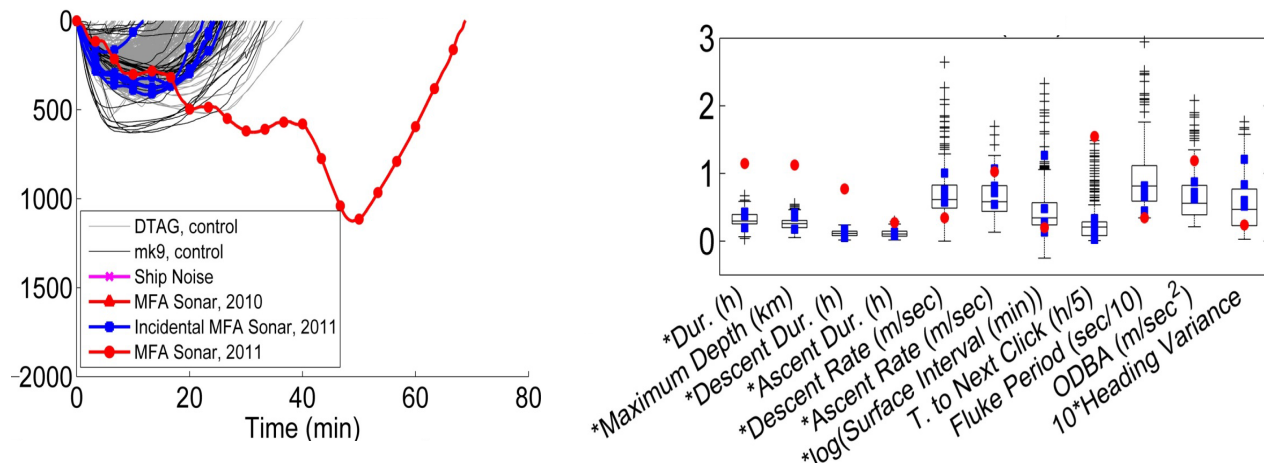 0
500
1000
1500
−2000
DTAG, control
mk9, control
Ship Noise
MFA Sonar, 2010
Incidental MFA Sonar, 2011
MFA Sonar, 2011
0 20 40 60 80
Time (min)
3
2
1
0
*Dur. (h)
*Maximum Depth (km)
*Descent Dur. (h)
*Ascent Dur. (h)
*Descent Rate (m/sec)
*Ascent Rate (m/sec)
*log(Surface Interval (min))
T. to Next Click (h/5)
Fluke Period (sec/10)
ODBA (m/sec²)
10*Heading Variance